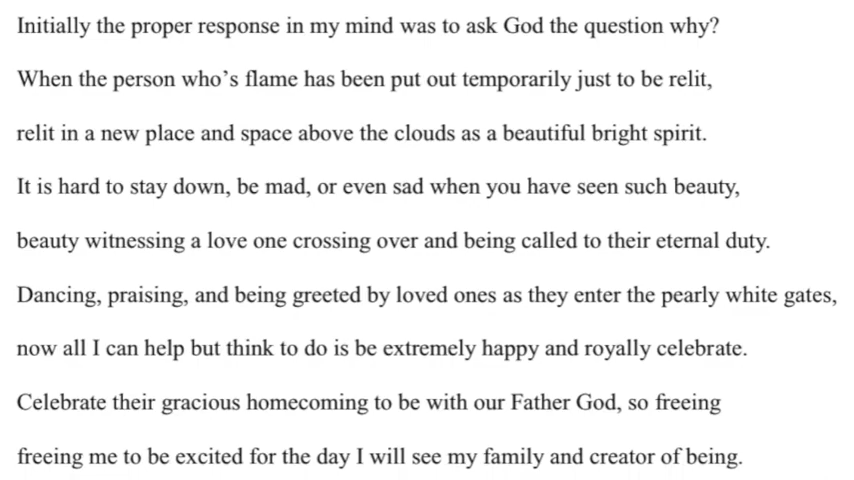 Initially the proper response in my mind was to ask God the question why?
When the person who’s flame has been put out temporarily just to be relit,
relit in a new place and space above the clouds as a beautiful bright spirit.
It is hard to stay down, be mad, or even sad when you have seen such beauty,
beauty witnessing a love one crossing over and being called to their eternal duty.
Dancing, praising, and being greeted by loved ones as they enter the pearly white gates,
now all I can help but think to do is be extremely happy and royally celebrate.
Celebrate their gracious homecoming to be with our Father God, so freeing
freeing me to be excited for the day I will see my family and creator of being.